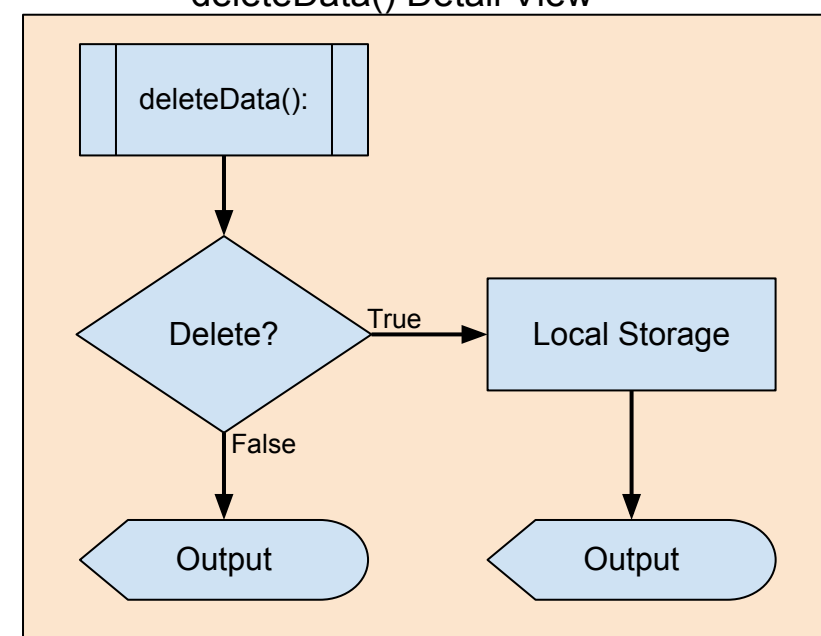 deleteData() Detail View
deleteData():
Delete?
True
Local Storage
False
Output
Output